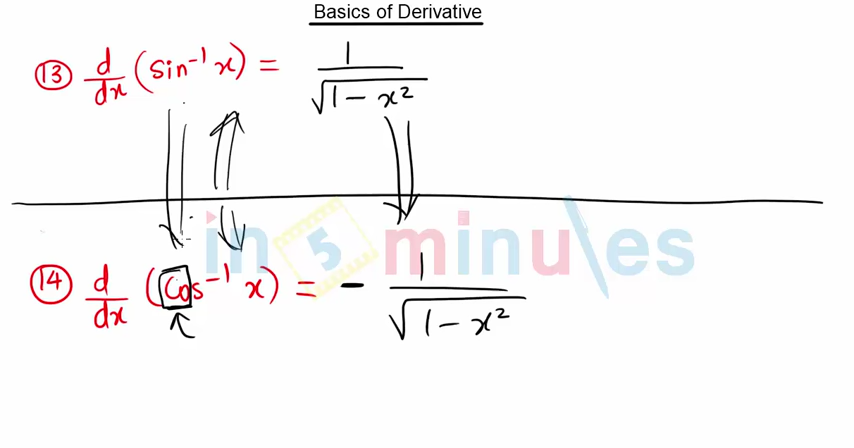 Basics of Derivative
⑬ d/dx (sin⁻¹ x) = 1/√(1 − x²)
in 5 minutes
⑭ d/dx (cos⁻¹ x) = − 1/√(1 − x²)